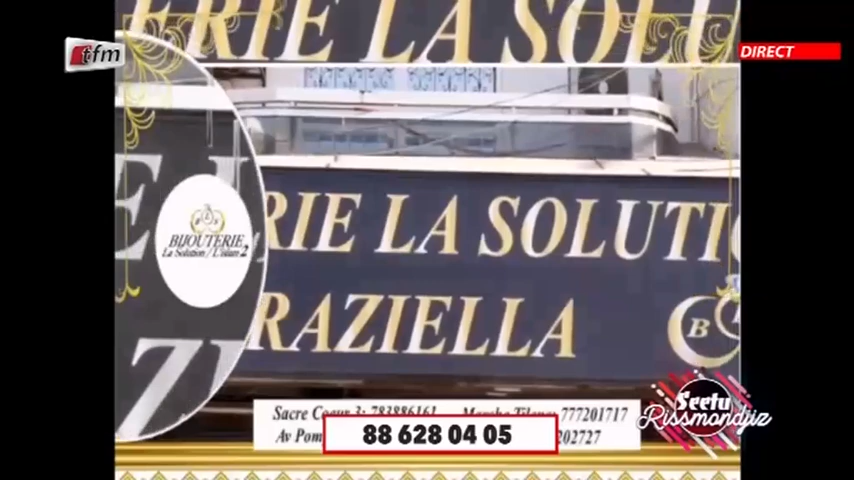 tfm
DIRECT
ERIE LA SOLU
RIE LA SOLUTI
RAZIELLA
B
BIJOUTERIE
La Solution/L'islam 2
Sacre Coeur 3: 783886161 Marche Tilene: 777201717
Av Pom 202727
88 628 04 05
Seetu
Rissmondjiz